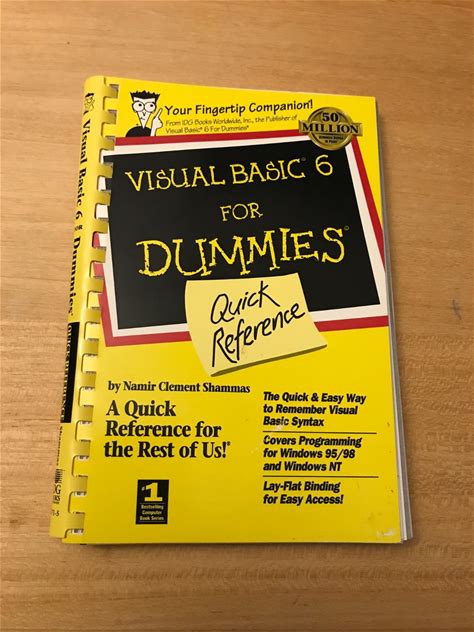 Your Fingertip Companion!
From IDG Books Worldwide, Inc., the Publisher of
Visual Basic® 6 For Dummies®
50
MILLION
VISUAL BASIC® 6
FOR
DUMMIES®
Quick
Reference
by Namir Clement Shammas
A Quick
Reference for
the Rest of Us!®
#1
Bestselling
Computer
Book Series
The Quick & Easy Way
to Remember Visual
Basic Syntax
Covers Programming
for Windows 95/98
and Windows NT
Lay-Flat Binding
for Easy Access!
Visual Basic 6 FOR Dummies
Shammas
IDG
BOOKS